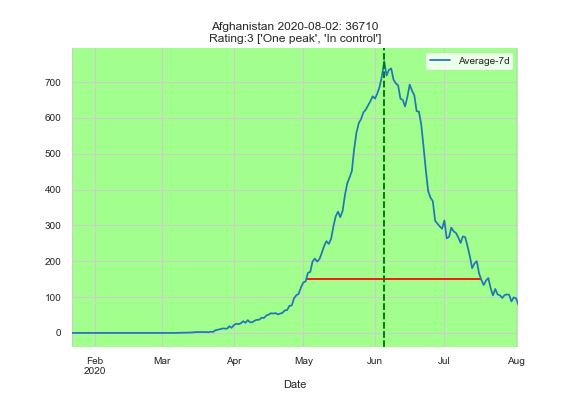 Afghanistan 2020-08-02: 36710
Rating:3 ['One peak', 'In control']
Average-7d
700
600
500
400
300
200
100
0
Feb Mar Apr May Jun Jul Aug
2020
Date